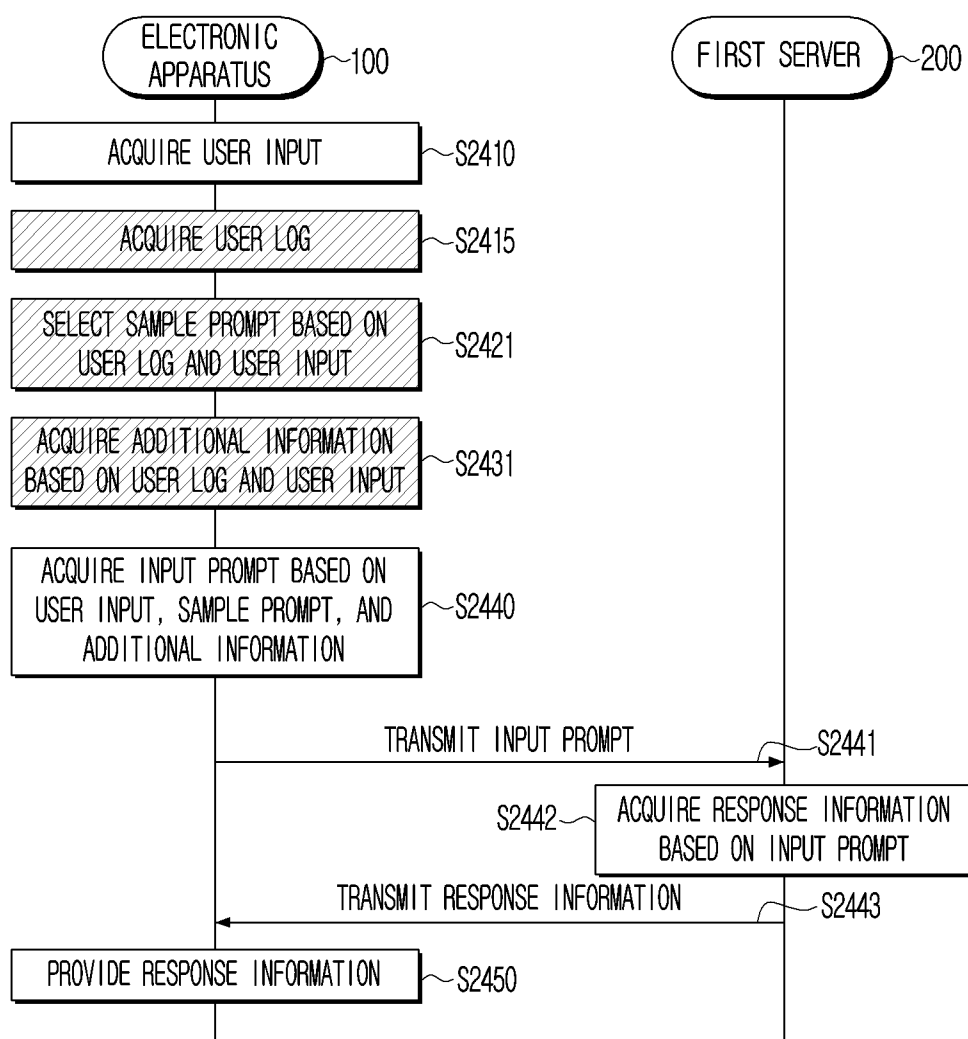 ELECTRONIC
APPARATUS
100
FIRST SERVER
200
ACQUIRE USER INPUT
S2410
ACQUIRE USER LOG
S2415
SELECT SAMPLE PROMPT BASED ON
USER LOG AND USER INPUT
S2421
ACQUIRE ADDITIONAL INFORMATION
BASED ON USER LOG AND USER INPUT
S2431
ACQUIRE INPUT PROMPT BASED ON
USER INPUT, SAMPLE PROMPT, AND
ADDITIONAL INFORMATION
S2440
TRANSMIT INPUT PROMPT
S2441
S2442
ACQUIRE RESPONSE INFORMATION
BASED ON INPUT PROMPT
TRANSMIT RESPONSE INFORMATION
S2443
PROVIDE RESPONSE INFORMATION
S2450